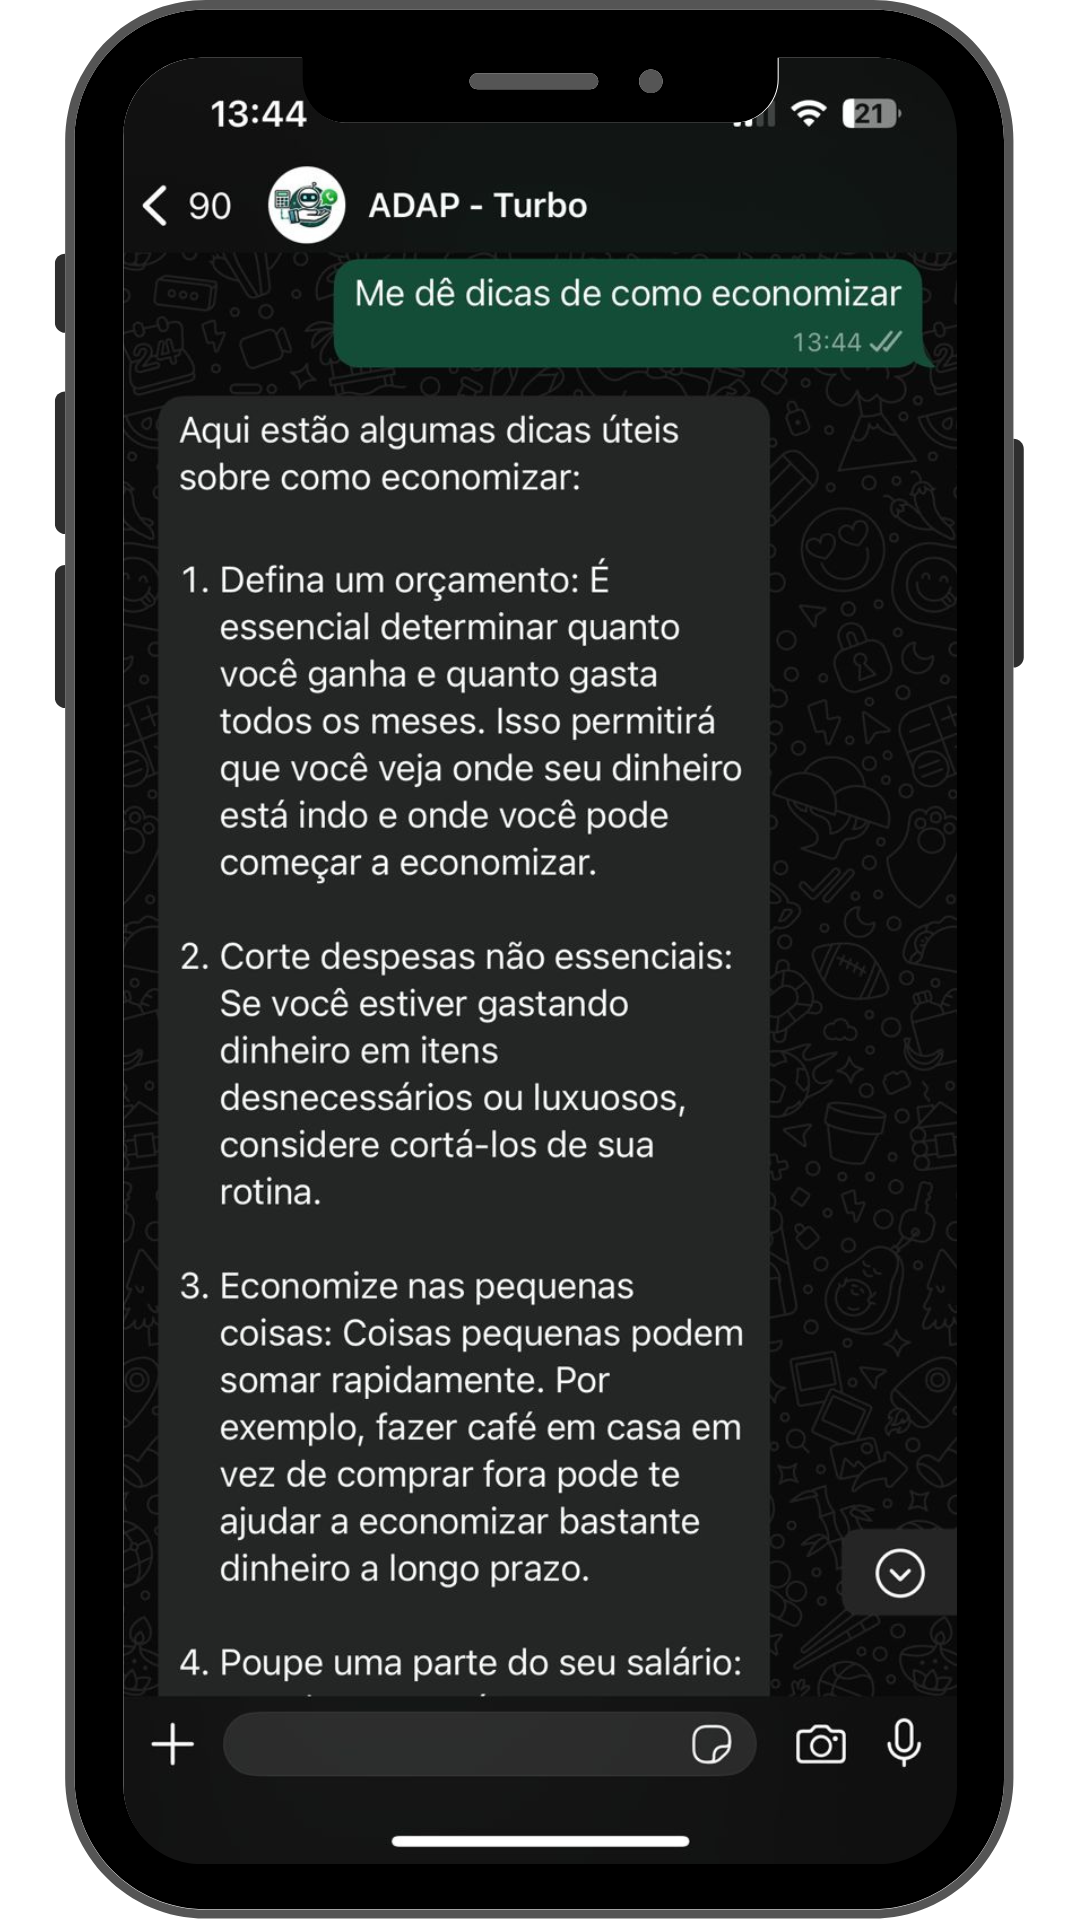 13:44
21
90
ADAP - Turbo
Me dê dicas de como economizar
13:44
Aqui estão algumas dicas úteis
sobre como economizar:
1. Defina um orçamento: É
essencial determinar quanto
você ganha e quanto gasta
todos os meses. Isso permitirá
que você veja onde seu dinheiro
está indo e onde você pode
começar a economizar.
2. Corte despesas não essenciais:
Se você estiver gastando
dinheiro em itens
desnecessários ou luxuosos,
considere cortá-los de sua
rotina.
3. Economize nas pequenas
coisas: Coisas pequenas podem
somar rapidamente. Por
exemplo, fazer café em casa em
vez de comprar fora pode te
ajudar a economizar bastante
dinheiro a longo prazo.
4. Poupe uma parte do seu salário: